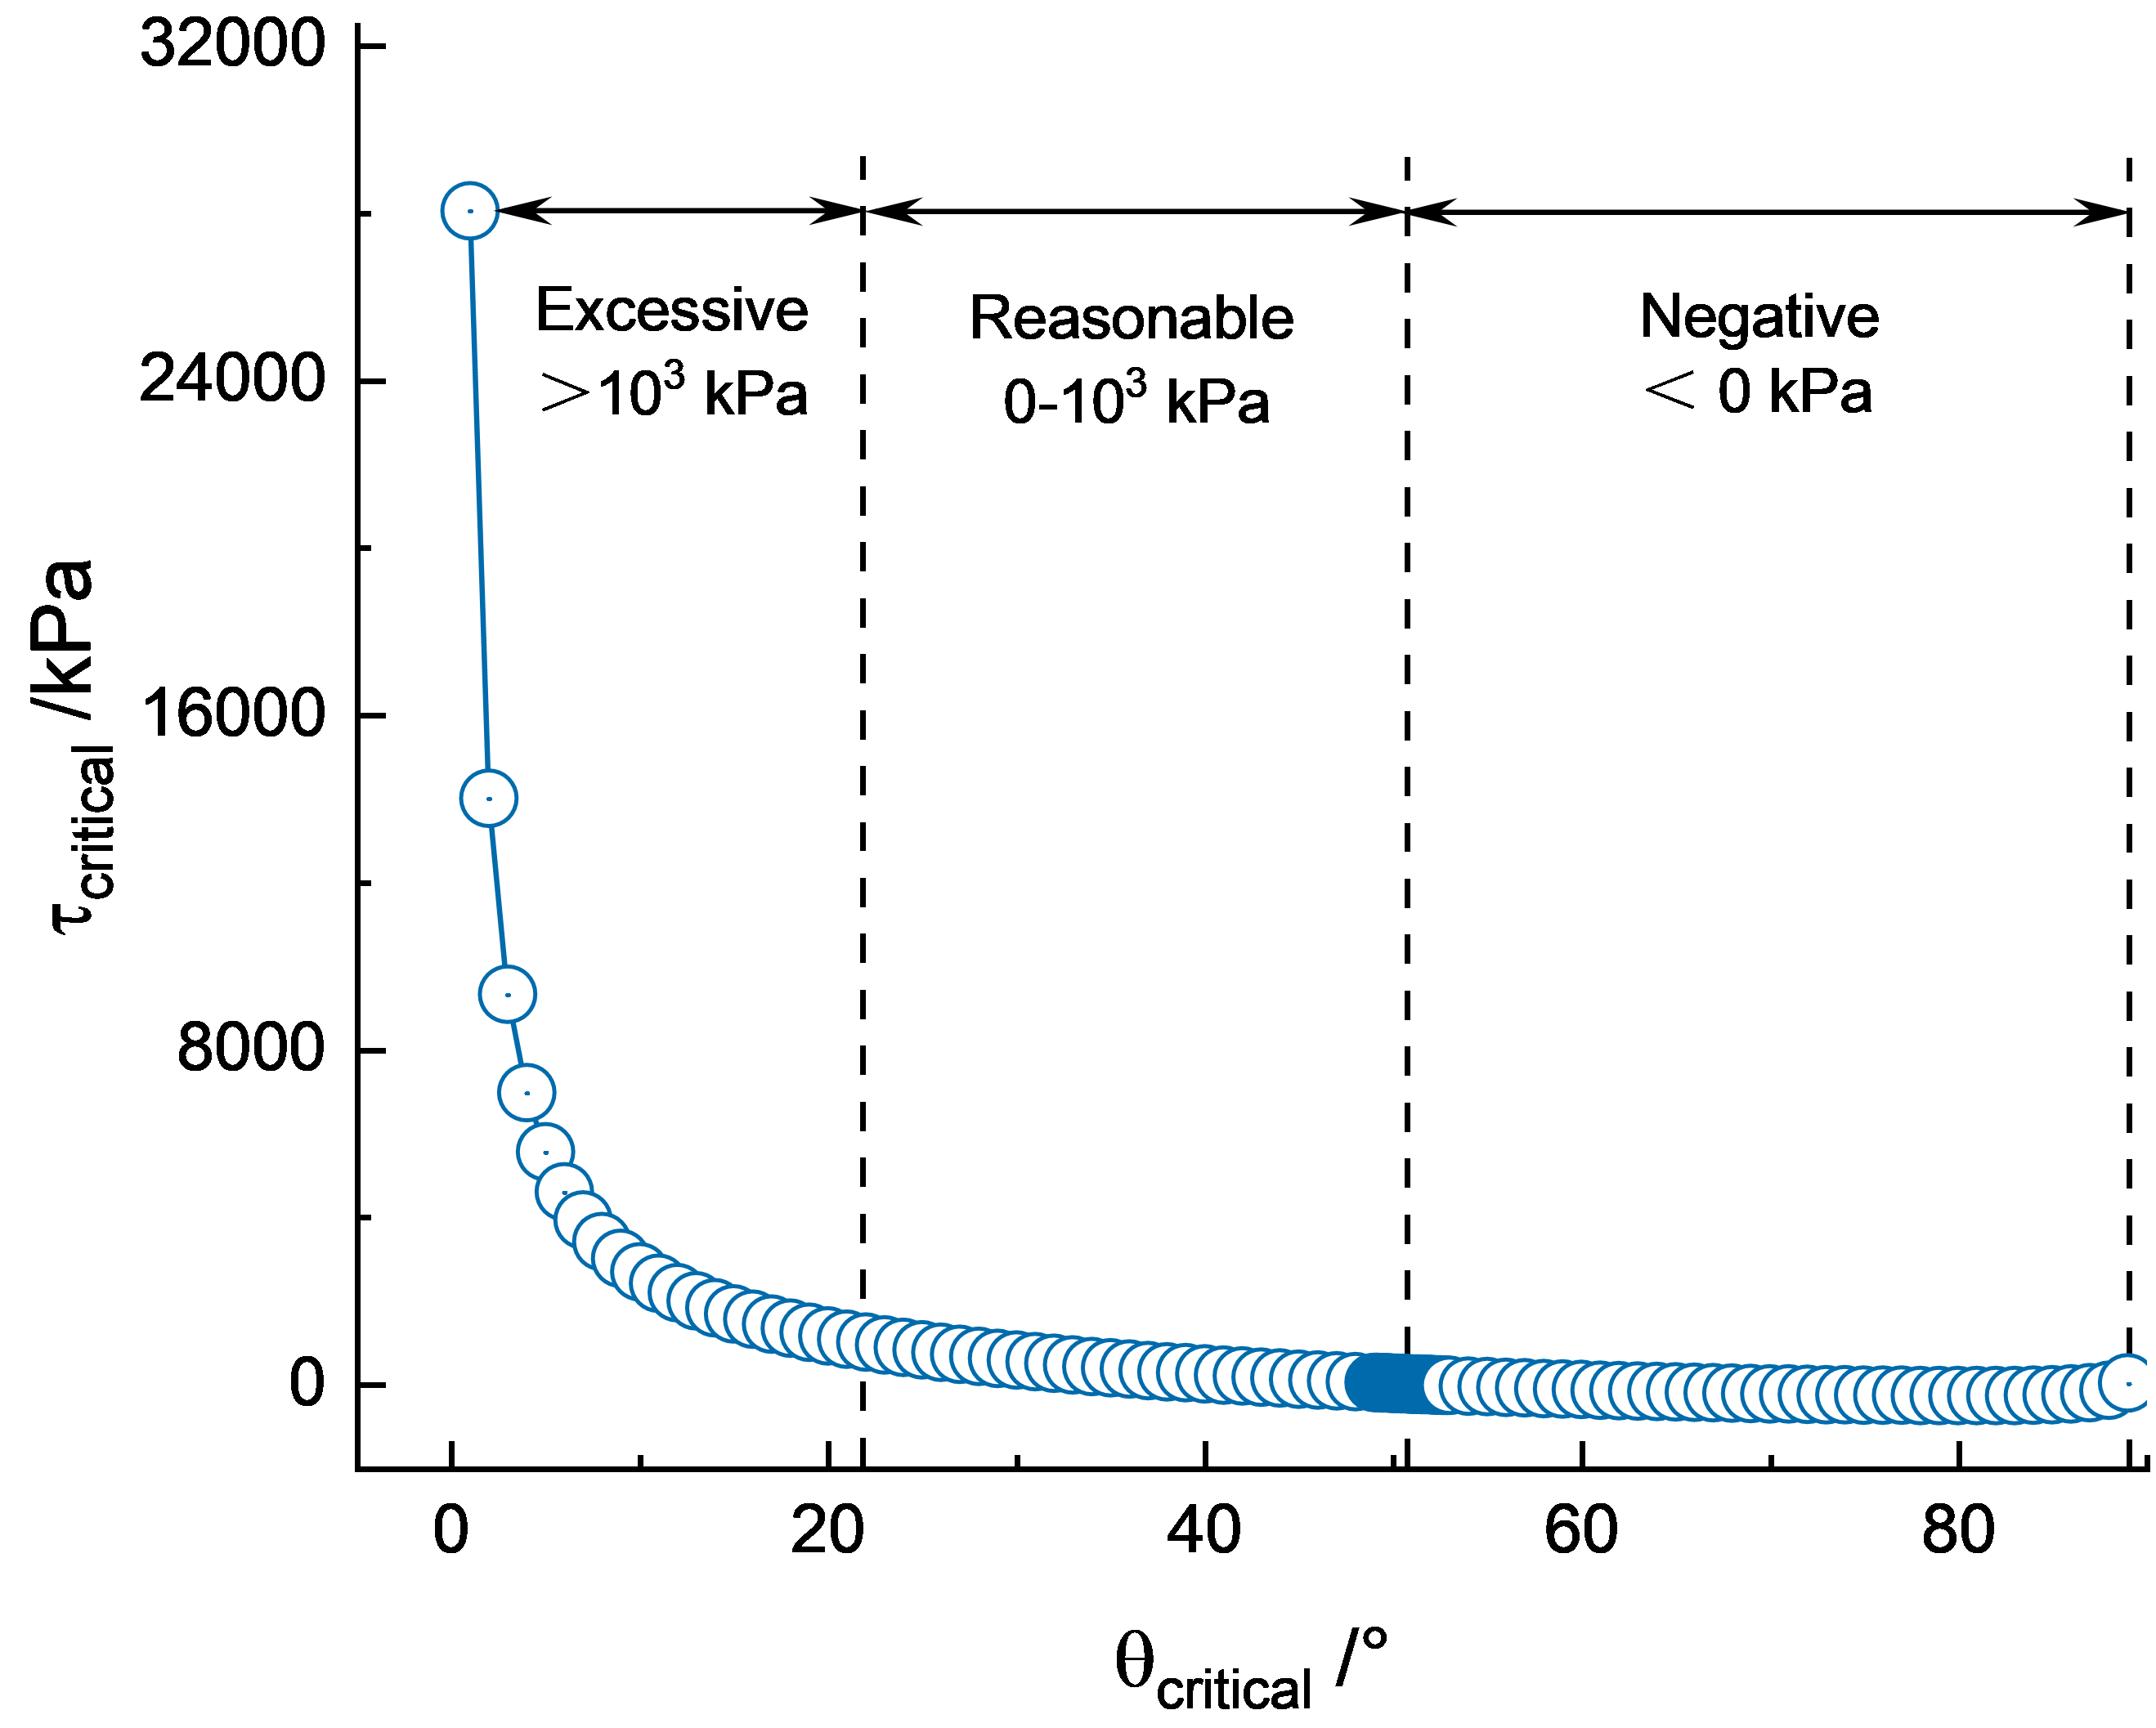 32000
24000
16000
8000
0
τcritical /kPa
Excessive
>10³ kPa
Reasonable
0-10³ kPa
Negative
< 0 kPa
0 20 40 60 80
θcritical /°